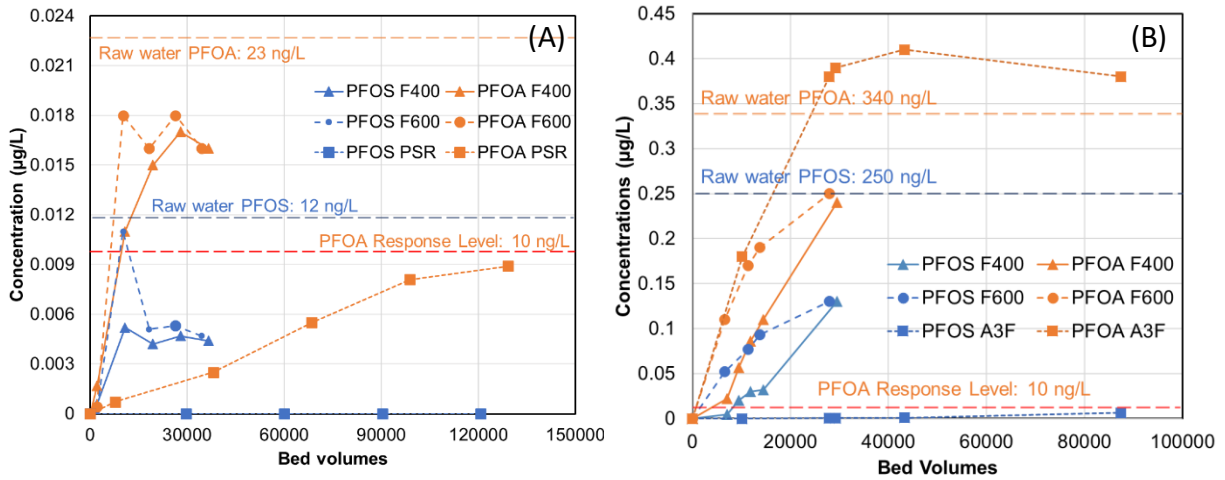 (A)
0.024
0.021
0.018
0.015
0.012
0.009
0.006
0.003
0
Concentration (µg/L)
Raw water PFOA: 23 ng/L
PFOS F400 PFOA F400
PFOS F600 PFOA F600
PFOS PSR PFOA PSR
Raw water PFOS: 12 ng/L
PFOA Response Level: 10 ng/L
0 30000 60000 90000 120000 150000
Bed volumes
(B)
0.45
0.4
0.35
0.3
0.25
0.2
0.15
0.1
0.05
0
Concentrations (µg/L)
Raw water PFOA: 340 ng/L
Raw water PFOS: 250 ng/L
PFOS F400 PFOA F400
PFOS F600 PFOA F600
PFOS A3F PFOA A3F
PFOA Response Level: 10 ng/L
0 20000 40000 60000 80000 100000
Bed Volumes